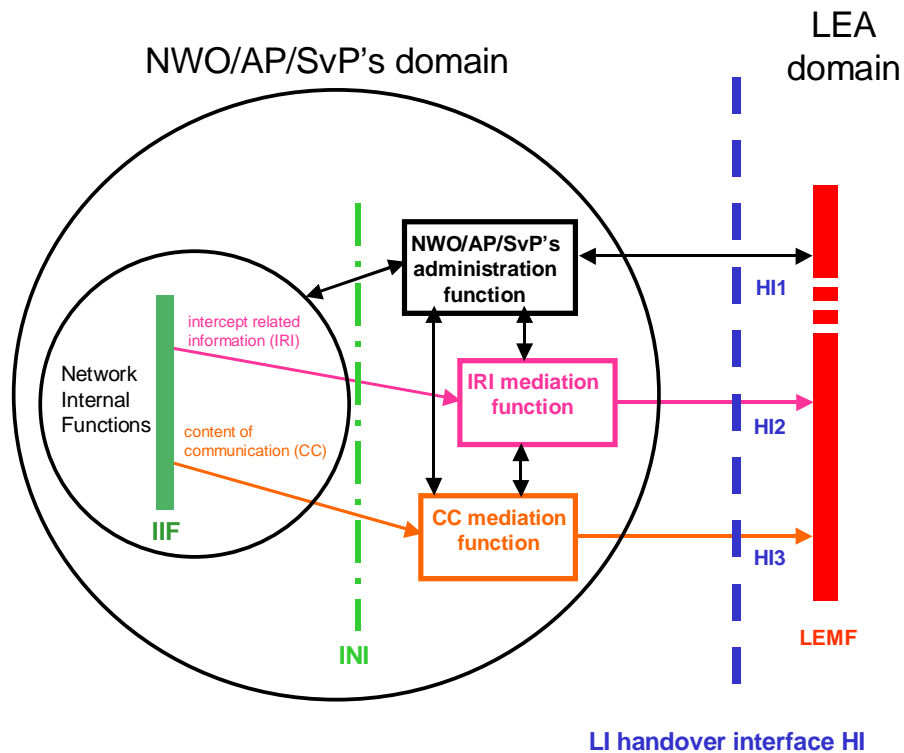 LEA
domain
NWO/AP/SvP's domain
NWO/AP/SvP's
administration
function
HI1
intercept related
information (IRI)
IRI mediation
function
Network
Internal
Functions
HI2
content of
communication (CC)
CC mediation
function
IIF
HI3
INI
LEMF
LI handover interface HI